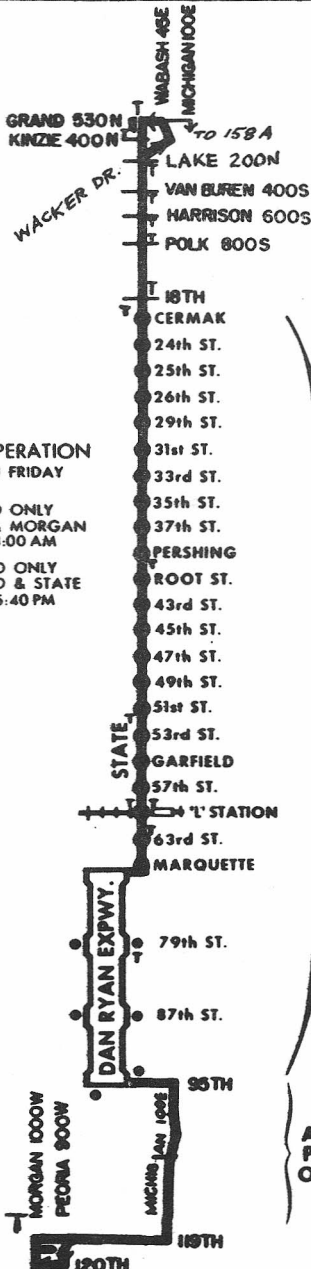 WABASH 45E
MICHIGAN 100E
GRAND 530N
KINZIE 400N
TO 158A
LAKE 200N
WACKER DR.
VAN BUREN 400S
HARRISON 600S
POLK 800S
18TH
CERMAK
24th ST.
25th ST.
26th ST.
29th ST.
PERATION
31st ST.
FRIDAY
33rd ST.
ONLY
35th ST.
MORGAN
37th ST.
:00 AM
PERSHING
ONLY
ROOT ST.
& STATE
:40 PM
43rd ST.
45th ST.
47th ST.
49th ST.
51st ST.
STATE
53rd ST.
GARFIELD
57th ST.
"L" STATION
63rd ST.
MARQUETTE
DAN RYAN EXPWY.
79th ST.
87th ST.
95TH
MORGAN 1000W
PEORIA 900W
119TH
120TH